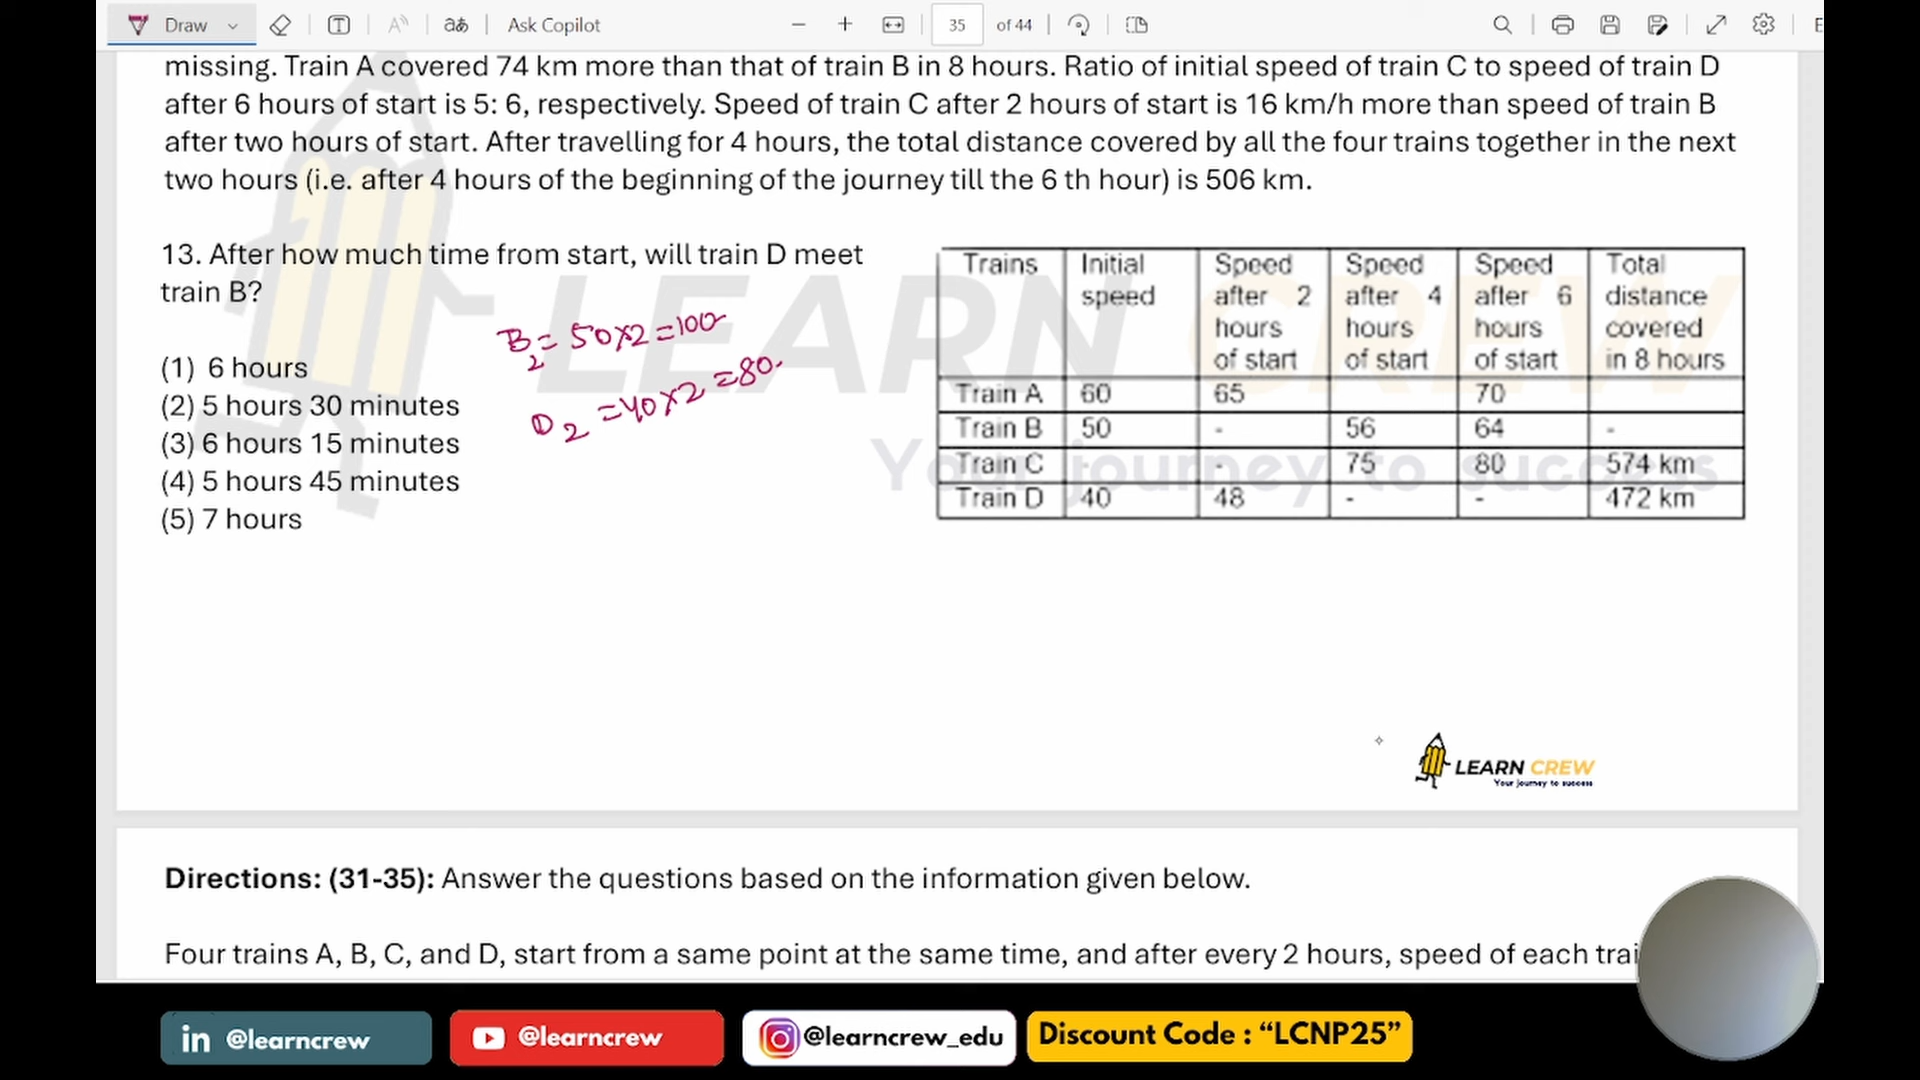 Draw
Ask Copilot
35
of 44
missing. Train A covered 74 km more than that of train B in 8 hours. Ratio of initial speed of train C to speed of train D
after 6 hours of start is 5: 6, respectively. Speed of train C after 2 hours of start is 16 km/h more than speed of train B
after two hours of start. After travelling for 4 hours, the total distance covered by all the four trains together in the next
two hours (i.e. after 4 hours of the beginning of the journey till the 6 th hour) is 506 km.
13. After how much time from start, will train D meet
train B?
(1) 6 hours
(2) 5 hours 30 minutes
(3) 6 hours 15 minutes
(4) 5 hours 45 minutes
(5) 7 hours
B2 = 50×2=100
D2 =40×2 =80
Trains Initial speed Speed after 2 hours of start Speed after 4 hours of start Speed after 6 hours of start Total distance covered in 8 hours
Train A 60 65 70
Train B 50 - 56 64 -
Train C - - 75 80 574 km
Train D 40 48 - - 472 km
LEARN CREW
Your journey to success
LEARN CREW
Your journey to success
Directions: (31-35): Answer the questions based on the information given below.
Four trains A, B, C, and D, start from a same point at the same time, and after every 2 hours, speed of each trai
in @learncrew
@learncrew
@learncrew_edu
Discount Code : “LCNP25”